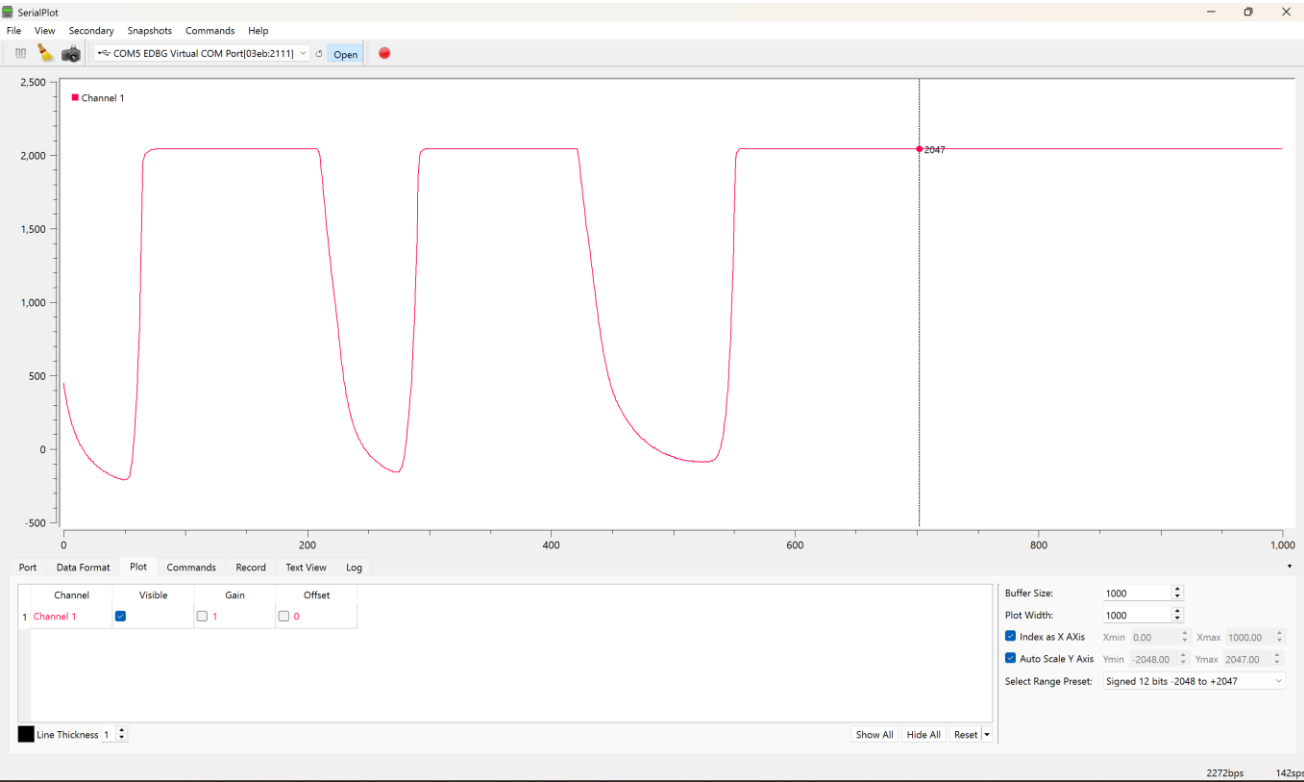 SerialPlot
File View Secondary Snapshots Commands Help
COM5 EDBG Virtual COM Port[03eb:2111] Open
2,500
Channel 1
2,000
2047
1,500
1,000
500
0
-500
0 200 400 600 800 1,000
Port Data Format Plot Commands Record Text View Log
Channel Visible Gain Offset
1 Channel 1 1 0
Buffer Size: 1000
Plot Width: 1000
Index as X AXis Xmin 0.00 Xmax 1000.00
Auto Scale Y Axis Ymin -2048.00 Ymax 2047.00
Select Range Preset: Signed 12 bits -2048 to +2047
Line Thickness 1 Show All Hide All Reset
2272bps 142sps